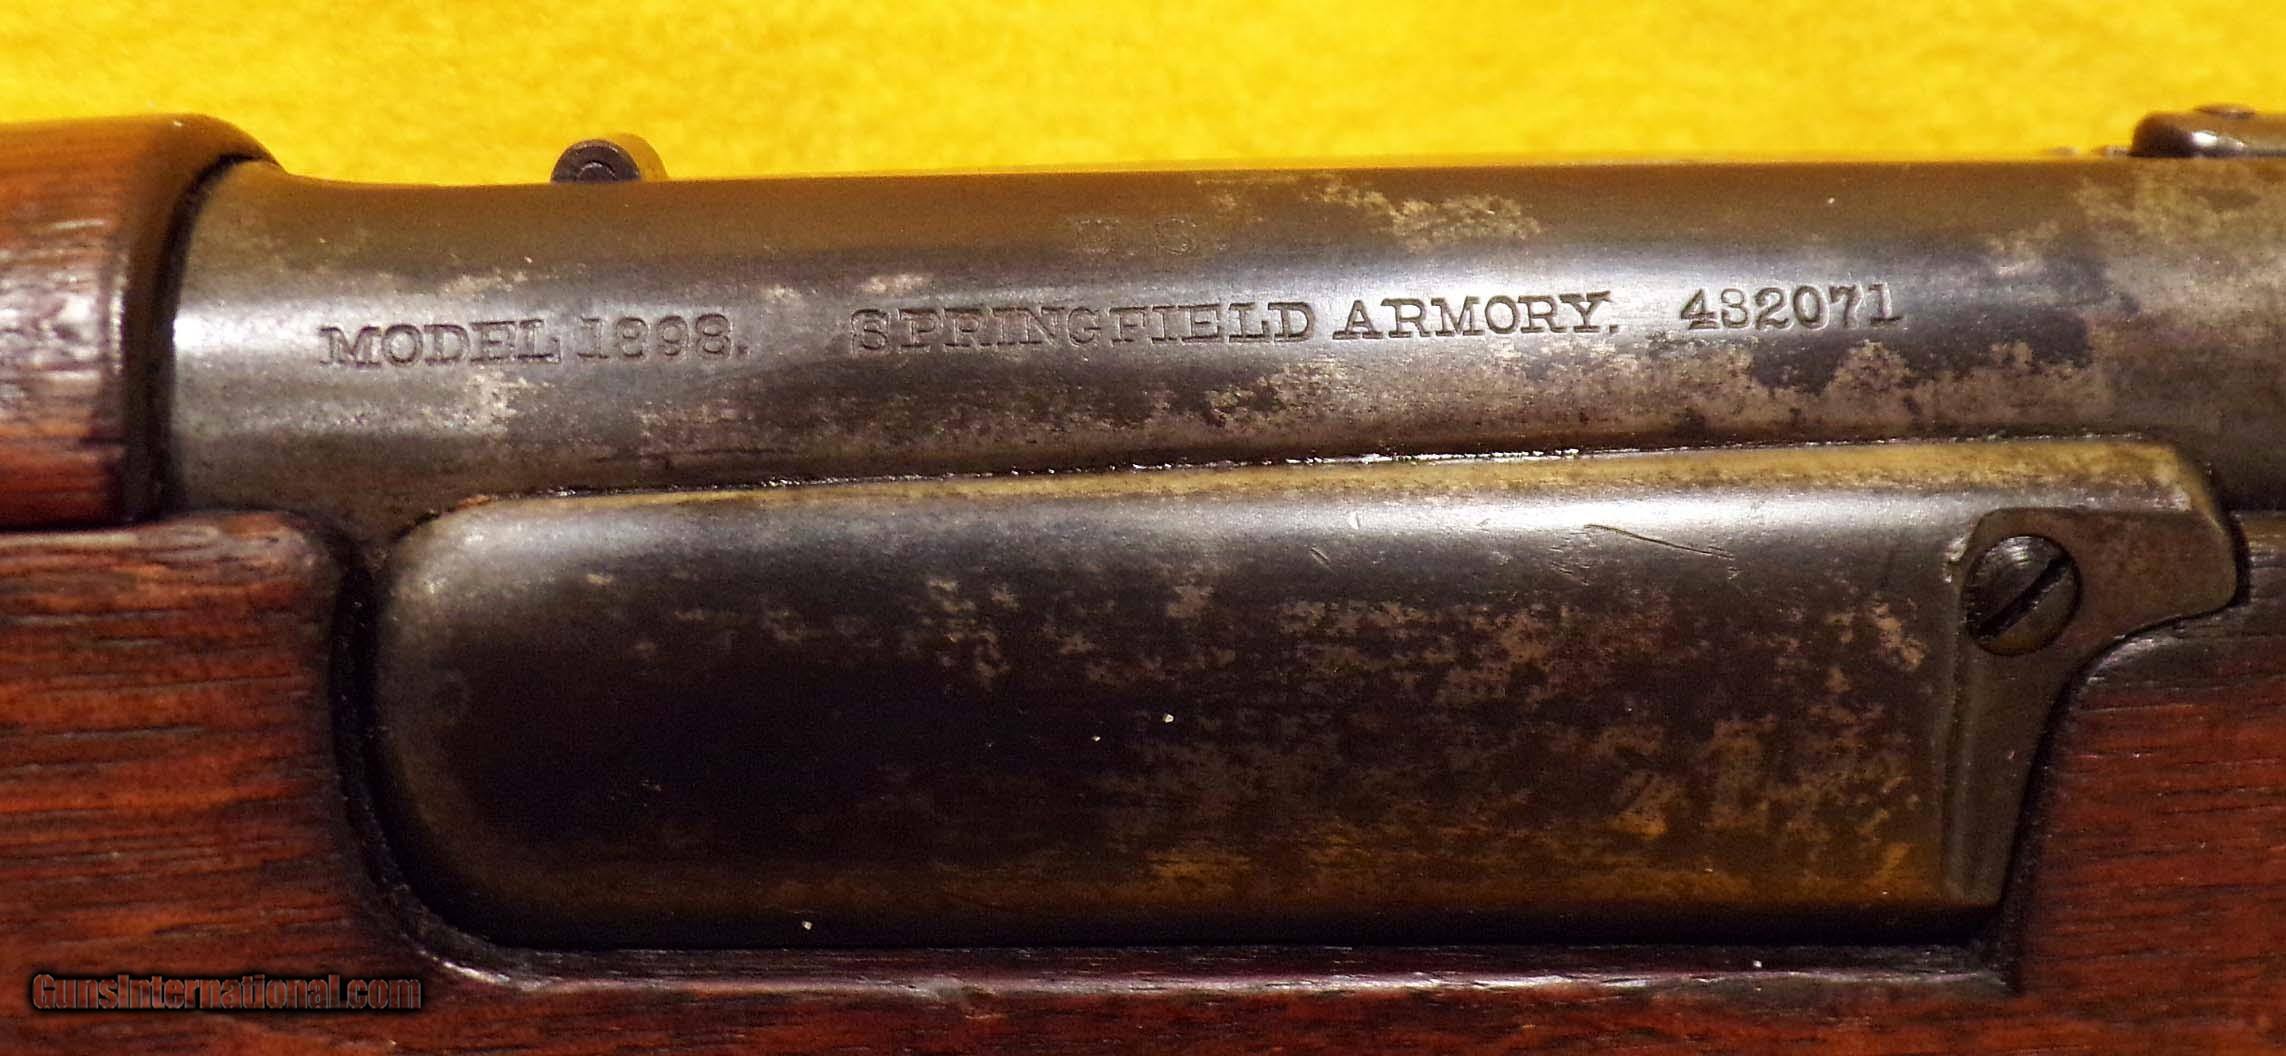 U.S.
MODEL 1898. SPRINGFIELD ARMORY. 432071
GunsInternational.com